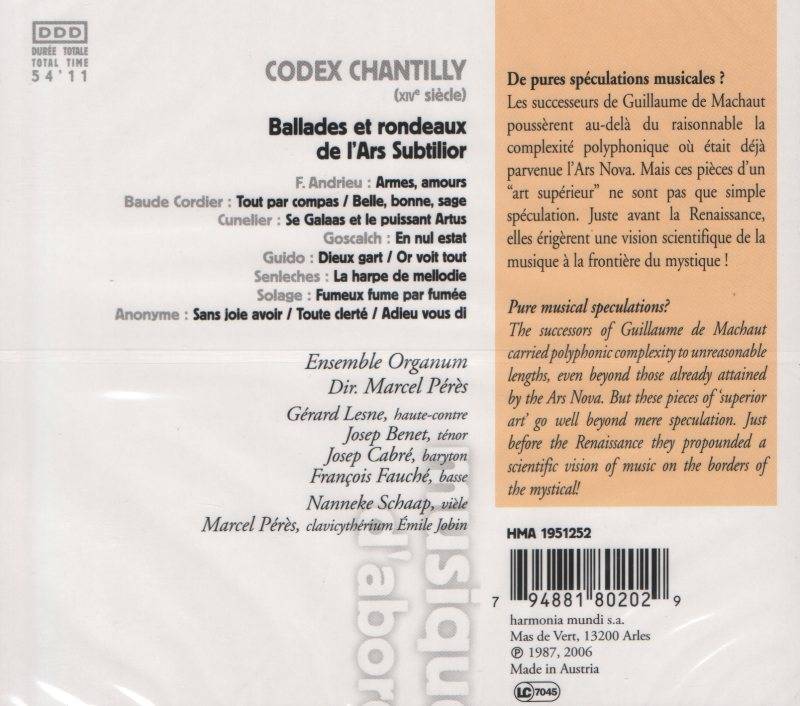 DDD
DURÉE TOTALE
TOTAL TIME
54'11
CODEX CHANTILLY
(XIVe siècle)
Ballades et rondeaux
de l'Ars Subtilior
F. Andrieu : Armes, amours
Baude Cordier : Tout par compas / Belle, bonne, sage
Cunelier : Se Galaas et le puissant Artus
Goscalch : En nul estat
Guido : Dieux gart / Or voit tout
Senleches : La harpe de mellodie
Solage : Fumeux fume par fumée
Anonyme : Sans joie avoir / Toute clerté / Adieu vous di
Ensemble Organum
Dir. Marcel Pérès
Gérard Lesne, haute-contre
Josep Benet, ténor
Josep Cabré, baryton
François Fauché, basse
Nanneke Schaap, vièle
Marcel Pérès, clavicythérium Émile Jobin
musique
d'abord
De pures spéculations musicales ?
Les successeurs de Guillaume de Machaut
poussèrent au-delà du raisonnable la
complexité polyphonique où était déjà
parvenue l'Ars Nova. Mais ces pièces d'un
“art supérieur” ne sont pas que simple
spéculation. Juste avant la Renaissance,
elles érigèrent une vision scientifique de la
musique à la frontière du mystique !
Pure musical speculations?
The successors of Guillaume de Machaut
carried polyphonic complexity to unreasonable
lengths, even beyond those already attained
by the Ars Nova. But these pieces of ‘superior
art’ go well beyond mere speculation. Just
before the Renaissance they propounded a
scientific vision of music on the borders of
the mystical!
HMA 1951252
7 94881 80202 9
harmonia mundi s.a.
Mas de Vert, 13200 Arles
℗ 1987, 2006
Made in Austria
LC 7045